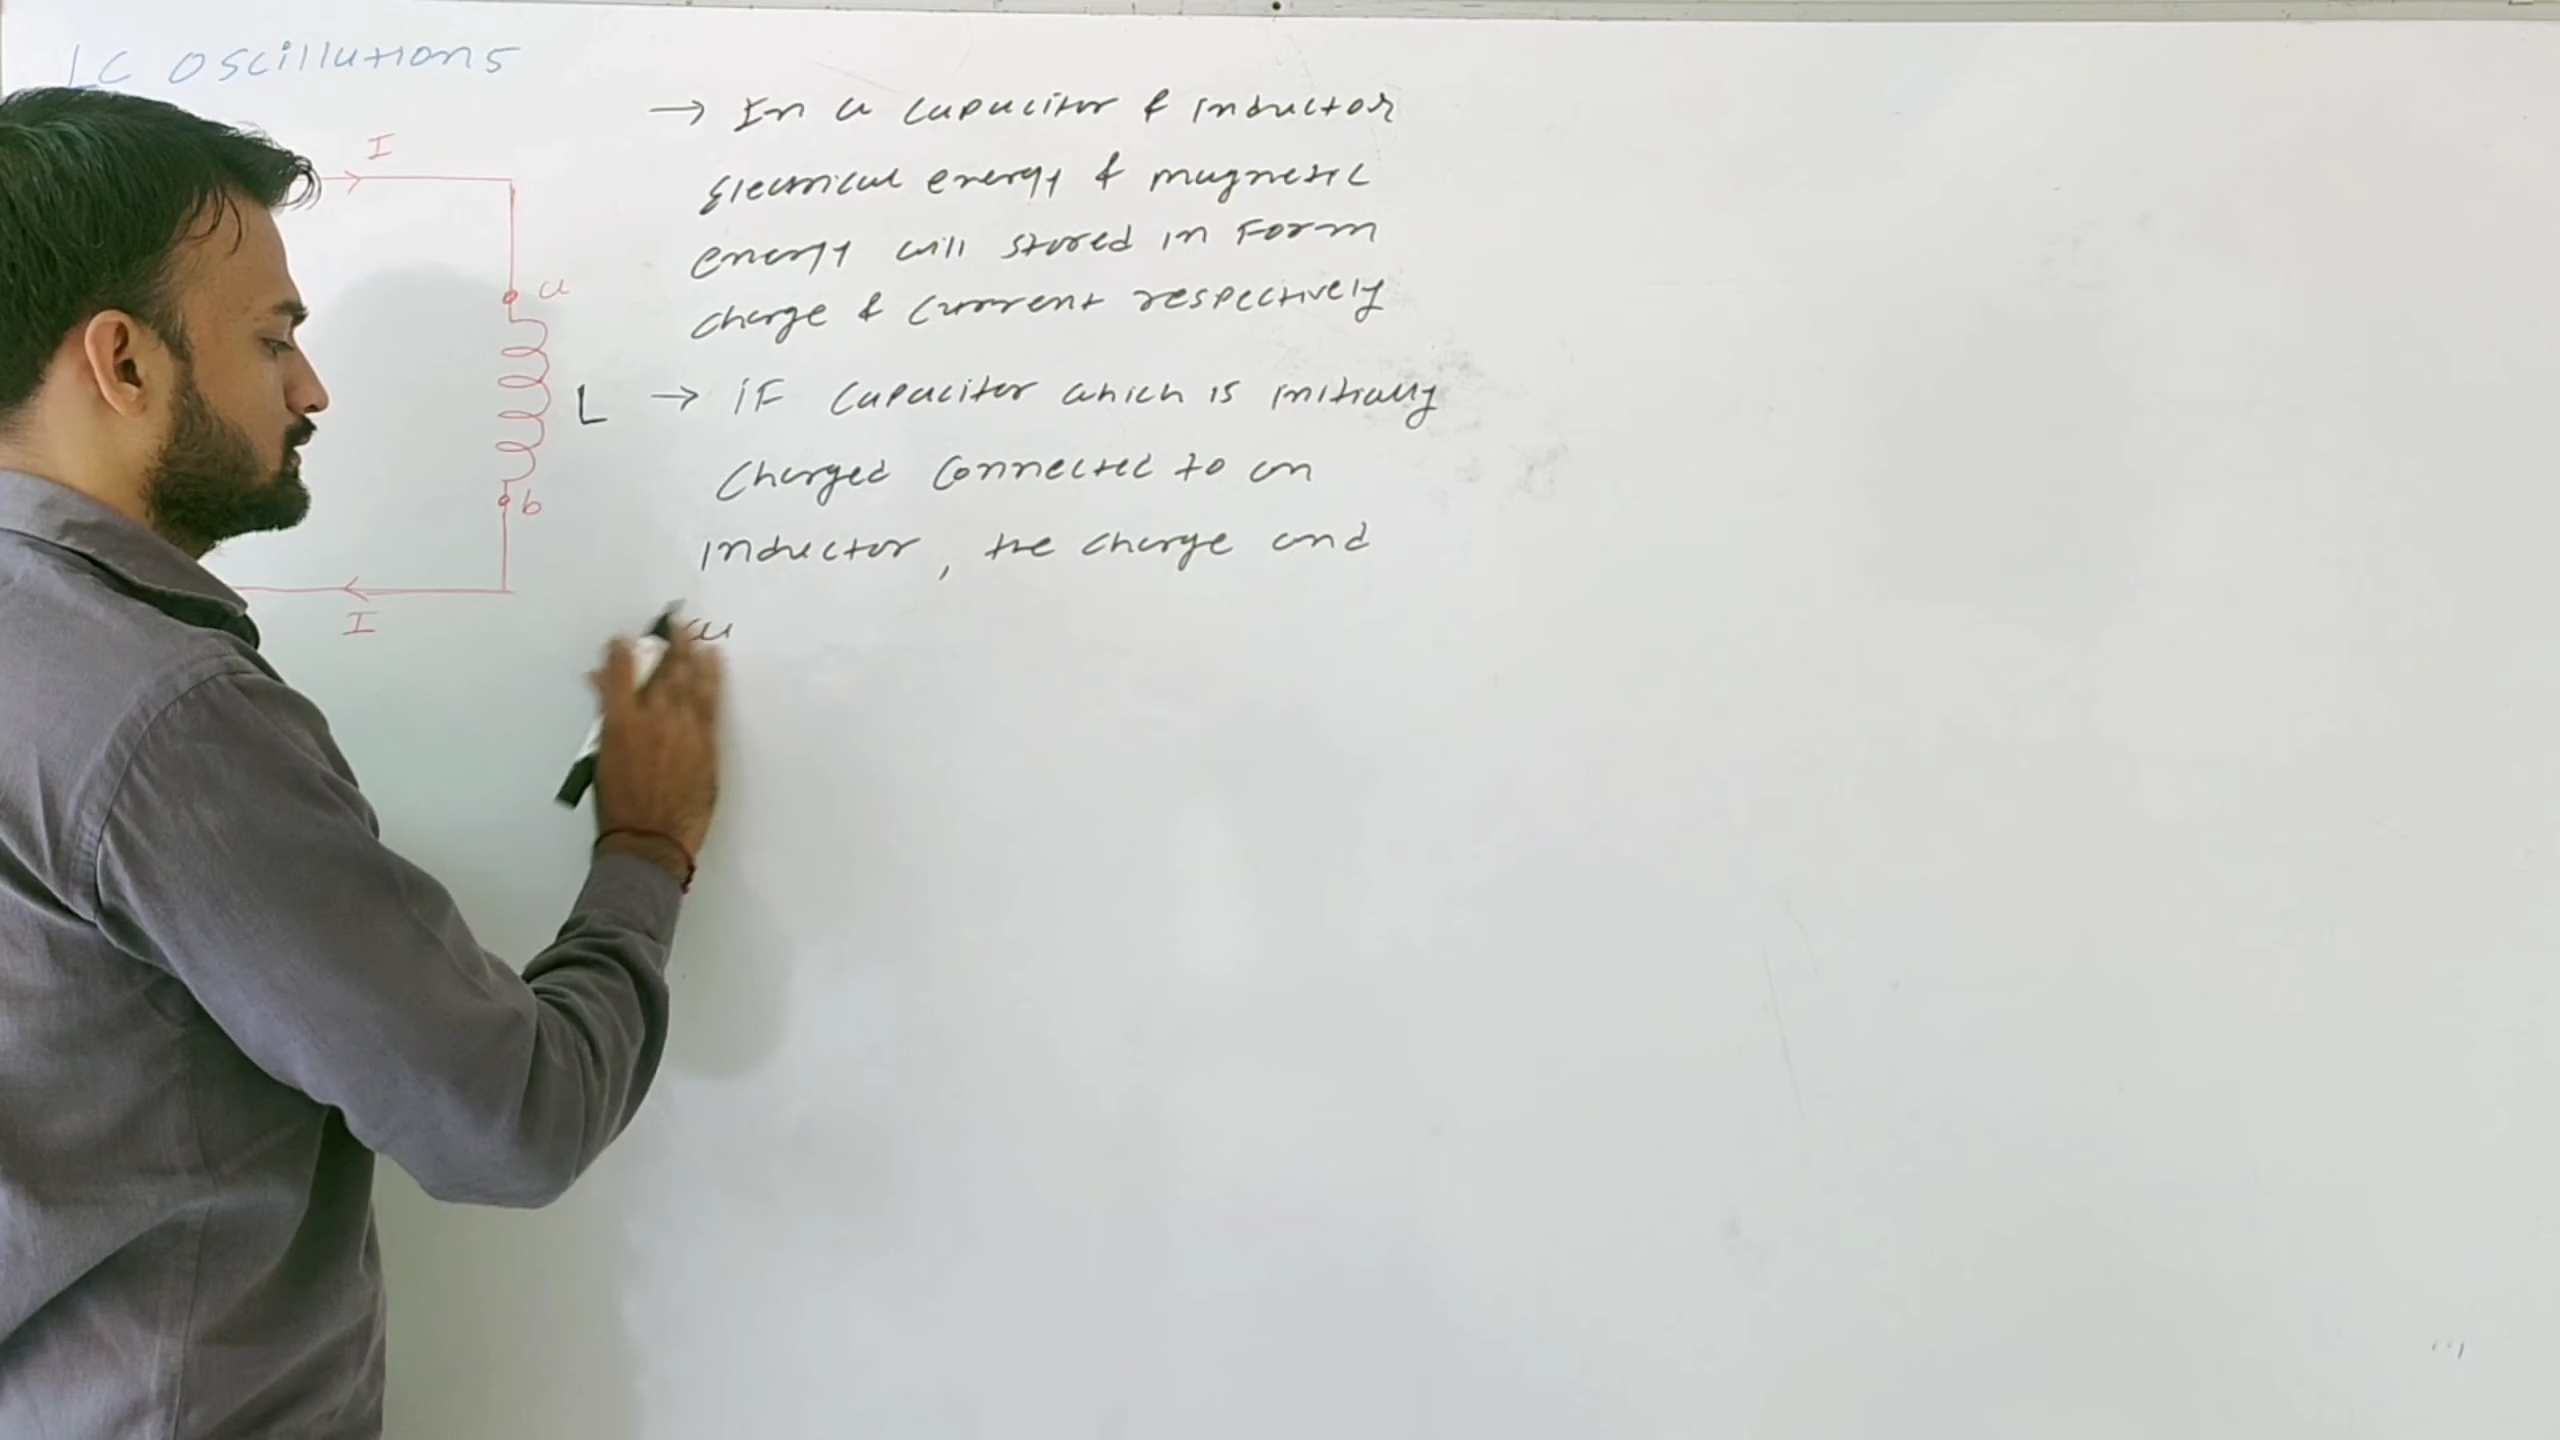 LC Oscillations
I
a
L
b
I
→ In a capacitor & inductor
Electrical energy & magnetic
energy will stored in Form
charge & current respectively
→ iF capacitor which is initially
charged connected to an
inductor, the charge and